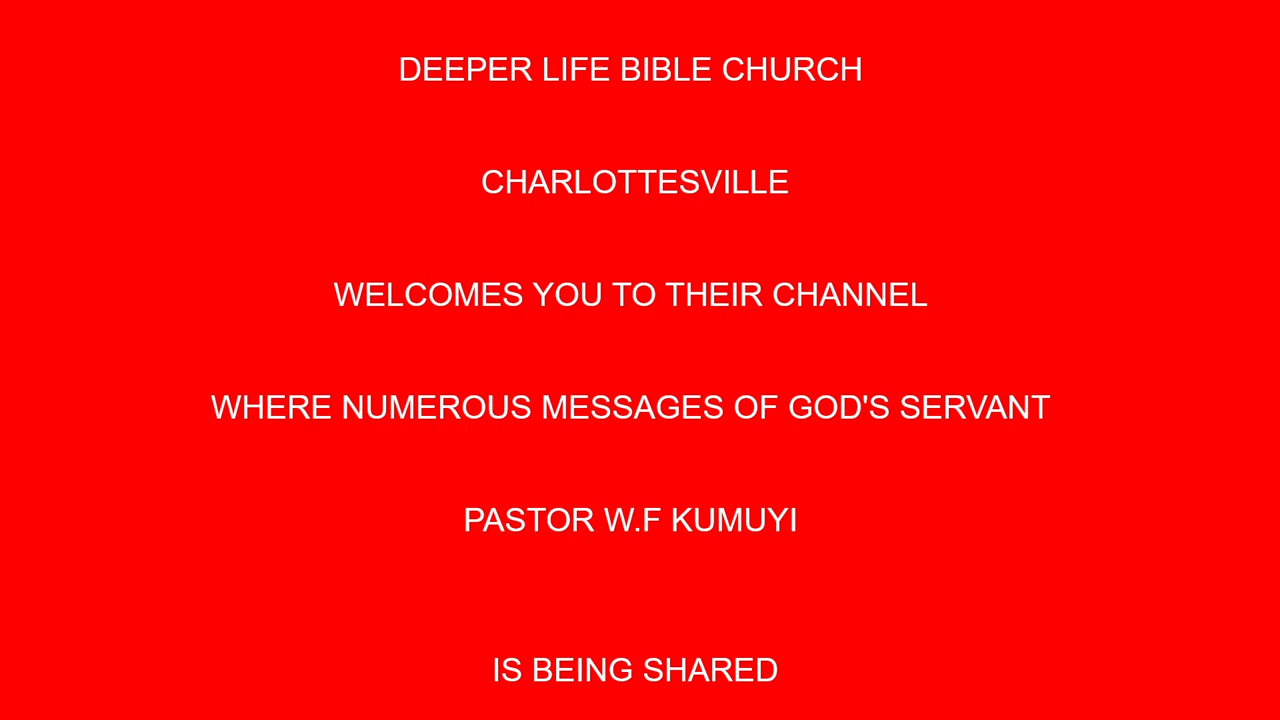 DEEPER LIFE BIBLE CHURCH
CHARLOTTESVILLE
WELCOMES YOU TO THEIR CHANNEL
WHERE NUMEROUS MESSAGES OF GOD'S SERVANT
PASTOR W.F KUMUYI
IS BEING SHARED